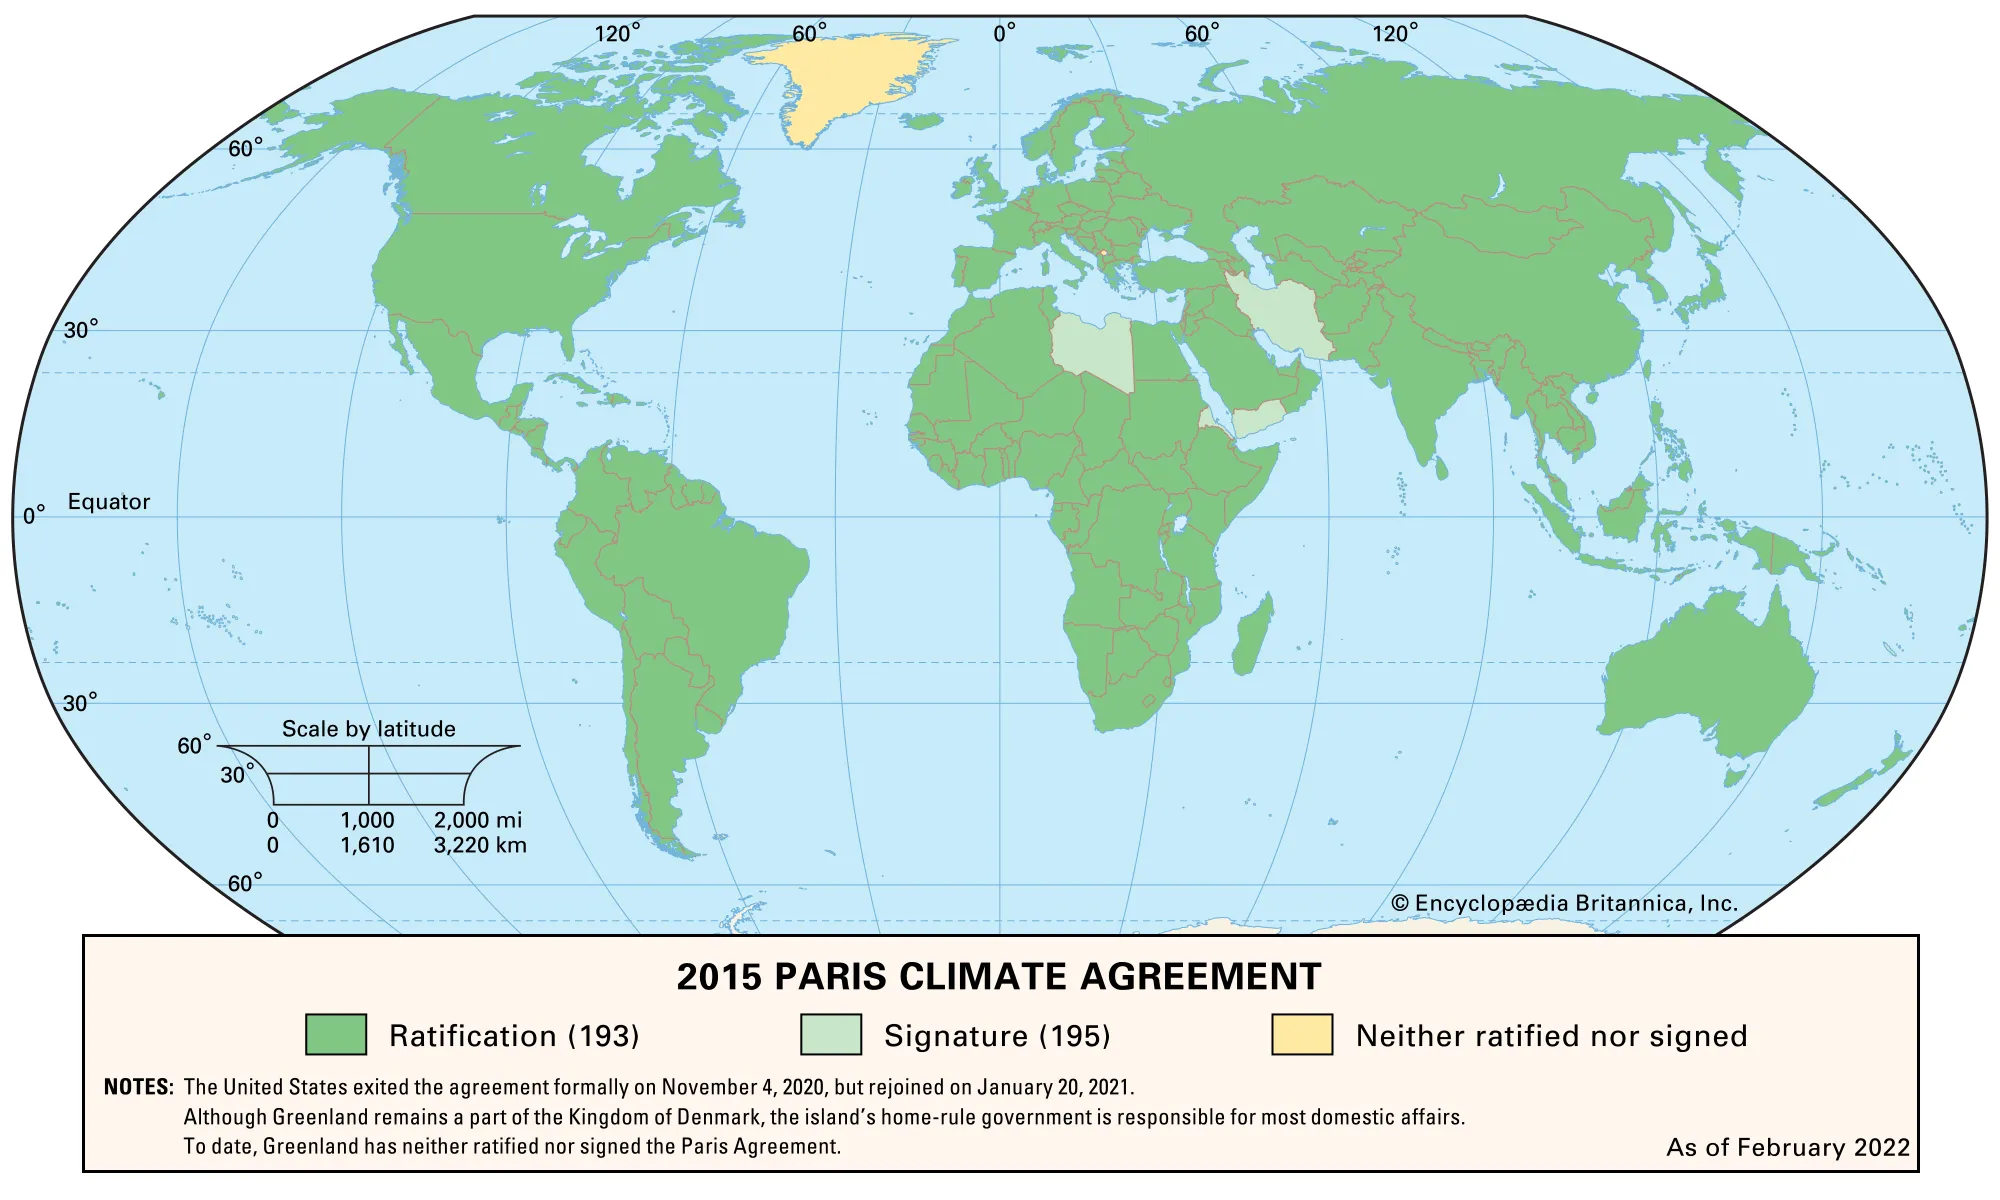 120° 60° 0° 60° 120°
60°
30°
Equator
0°
30°
Scale by latitude
60°
30°
0 1,000 2,000 mi
0 1,610 3,220 km
60°
© Encyclopædia Britannica, Inc.
2015 PARIS CLIMATE AGREEMENT
Ratification (193) Signature (195) Neither ratified nor signed
NOTES: The United States exited the agreement formally on November 4, 2020, but rejoined on January 20, 2021.
Although Greenland remains a part of the Kingdom of Denmark, the island's home-rule government is responsible for most domestic affairs.
To date, Greenland has neither ratified nor signed the Paris Agreement.
As of February 2022